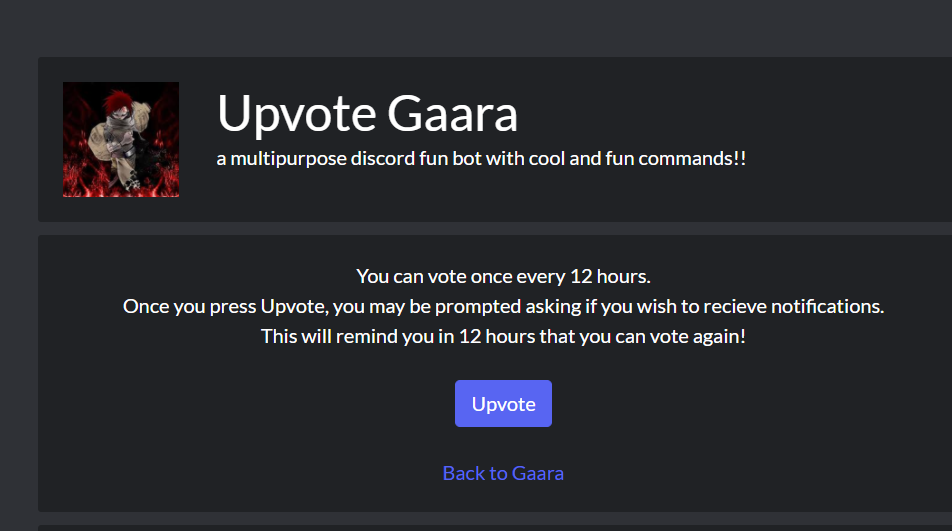 Upvote Gaara
a multipurpose discord fun bot with cool and fun commands!!
You can vote once every 12 hours.
Once you press Upvote, you may be prompted asking if you wish to recieve notifications.
This will remind you in 12 hours that you can vote again!
Upvote
Back to Gaara